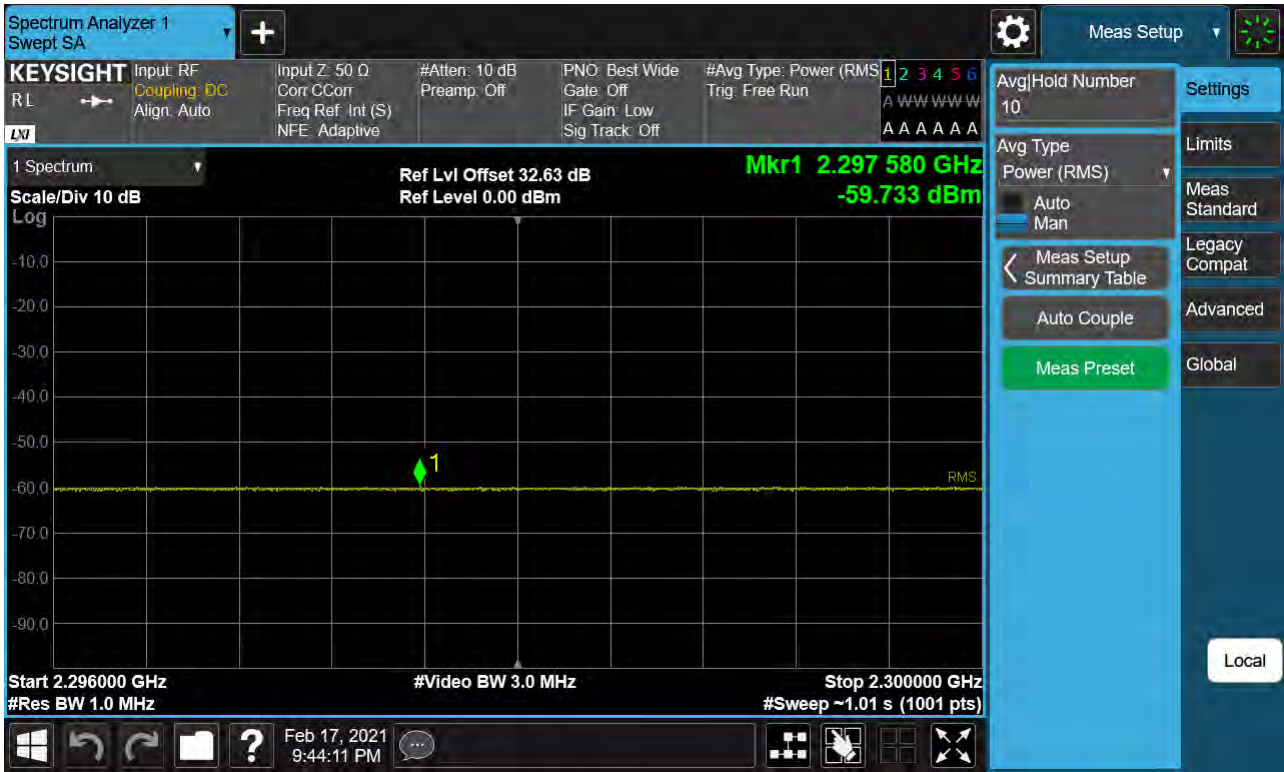 Spectrum Analyzer 1
Swept SA
+
Meas Setup
KEYSIGHT
RL
LXI
Input: RF
Coupling: DC
Align: Auto
Input Z: 50 Ω
Corr CCorr
Freq Ref: Int (S)
NFE: Adaptive
#Atten: 10 dB
Preamp: Off
PNO: Best Wide
Gate: Off
IF Gain: Low
Sig Track: Off
#Avg Type: Power (RMS
Trig: Free Run
1 2 3 4 5 6
A W W W W W
A A A A A A
1 Spectrum
Scale/Div 10 dB
Log
Ref Lvl Offset 32.63 dB
Ref Level 0.00 dBm
Mkr1 2.297 580 GHz
-59.733 dBm
-10.0
-20.0
-30.0
-40.0
-50.0
-60.0
-70.0
-80.0
-90.0
1
RMS
Start 2.296000 GHz
#Res BW 1.0 MHz
#Video BW 3.0 MHz
Stop 2.300000 GHz
#Sweep ~1.01 s (1001 pts)
Avg|Hold Number
10
Avg Type
Power (RMS)
Auto
Man
Meas Setup
Summary Table
Auto Couple
Meas Preset
Settings
Limits
Meas
Standard
Legacy
Compat
Advanced
Global
Local
?
Feb 17, 2021
9:44:11 PM